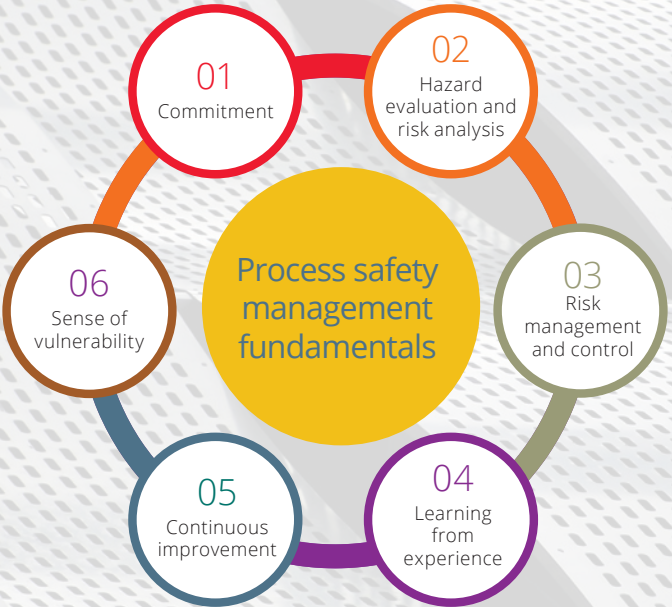 01
Commitment
02
Hazard
evaluation and
risk analysis
03
Risk
management
and control
04
Learning
from
experience
05
Continuous
improvement
06
Sense of
vulnerability
Process safety
management
fundamentals